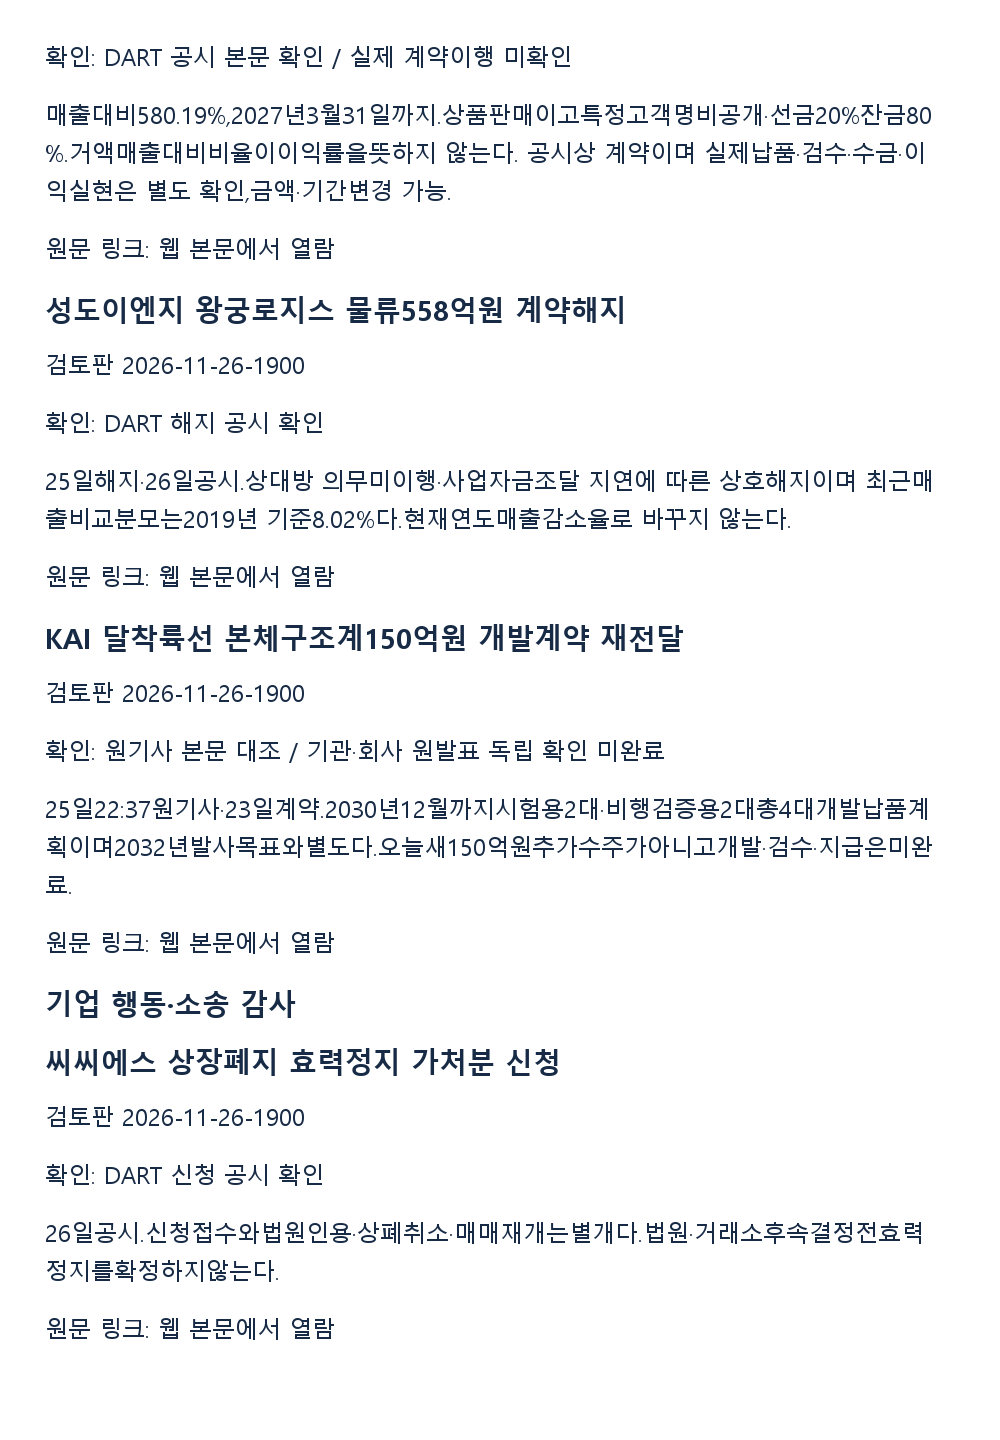 확인: DART 공시 본문 확인 / 실제 계약이행 미확인
매출대비580.19%,2027년3월31일까지.상품판매이고특정고객명비공개·선금20%잔금80
%.거액매출대비비율이이익률을뜻하지 않는다. 공시상 계약이며 실제납품·검수·수금·이
익실현은 별도 확인,금액·기간변경 가능.
원문 링크: 웹 본문에서 열람
성도이엔지 왕궁로지스 물류558억원 계약해지
검토판 2026-11-26-1900
확인: DART 해지 공시 확인
25일해지·26일공시.상대방 의무미이행·사업자금조달 지연에 따른 상호해지이며 최근매
출비교분모는2019년 기준8.02%다.현재연도매출감소율로 바꾸지 않는다.
원문 링크: 웹 본문에서 열람
KAI 달착륙선 본체구조계150억원 개발계약 재전달
검토판 2026-11-26-1900
확인: 원기사 본문 대조 / 기관·회사 원발표 독립 확인 미완료
25일22:37원기사·23일계약.2030년12월까지시험용2대·비행검증용2대총4대개발납품계
획이며2032년발사목표와별도다.오늘새150억원추가수주가아니고개발·검수·지급은미완
료.
원문 링크: 웹 본문에서 열람
기업 행동·소송 감사
씨씨에스 상장폐지 효력정지 가처분 신청
검토판 2026-11-26-1900
확인: DART 신청 공시 확인
26일공시.신청접수와법원인용·상폐취소·매매재개는별개다.법원·거래소후속결정전효력
정지를확정하지않는다.
원문 링크: 웹 본문에서 열람